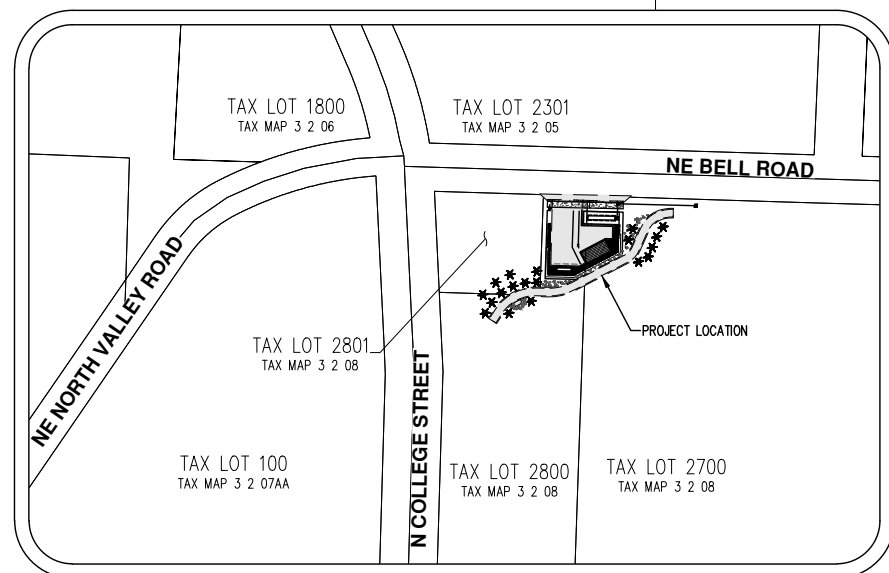 TAX LOT 1800
TAX MAP 3 2 06
TAX LOT 2301
TAX MAP 3 2 05
NE BELL ROAD
NE NORTH VALLEY ROAD
PROJECT LOCATION
TAX LOT 2801
TAX MAP 3 2 08
N COLLEGE STREET
TAX LOT 100
TAX MAP 3 2 07AA
TAX LOT 2800
TAX MAP 3 2 08
TAX LOT 2700
TAX MAP 3 2 08